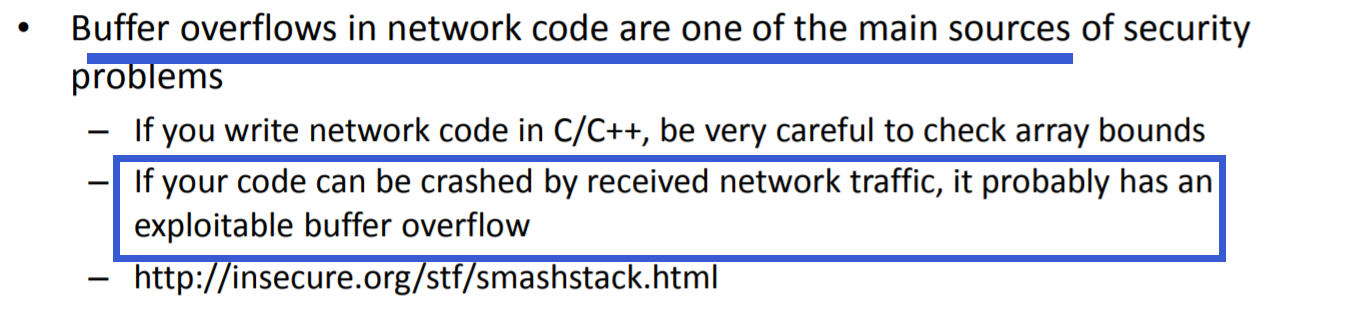 • Buffer overflows in network code are one of the main sources of security
problems
– If you write network code in C/C++, be very careful to check array bounds
– If your code can be crashed by received network traffic, it probably has an
exploitable buffer overflow
– http://insecure.org/stf/smashstack.html